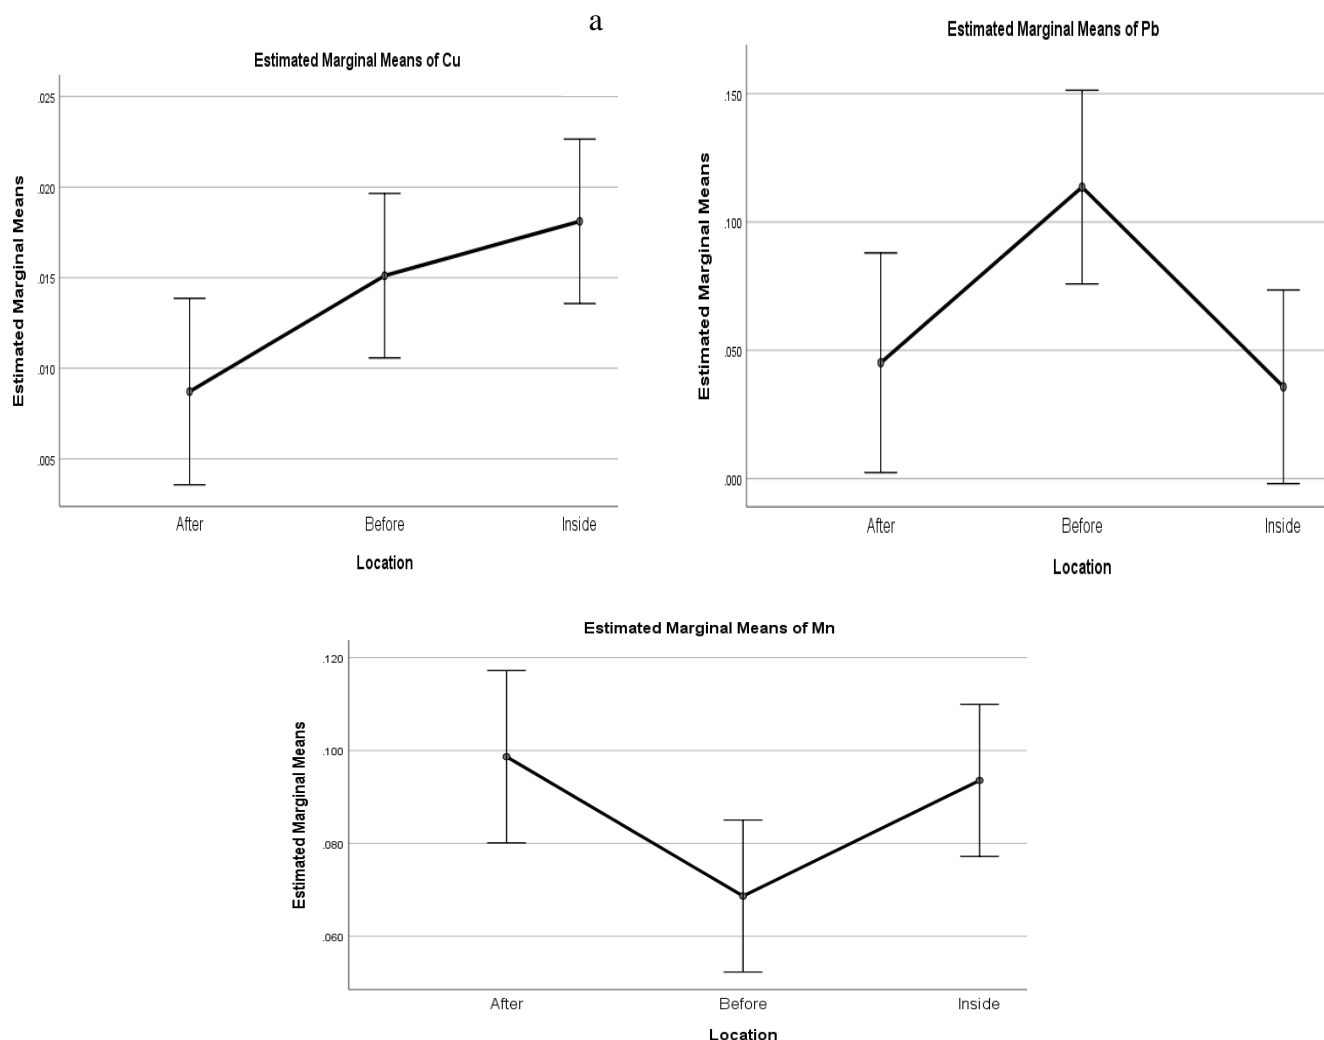 a
Estimated Marginal Means of Cu
Estimated Marginal Means
.025
.020
.015
.010
.005
After Before Inside
Location
Estimated Marginal Means of Pb
Estimated Marginal Means
.150
.100
.050
.000
After Before Inside
Location
Estimated Marginal Means of Mn
Estimated Marginal Means
.120
.100
.080
.060
After Before Inside
Location